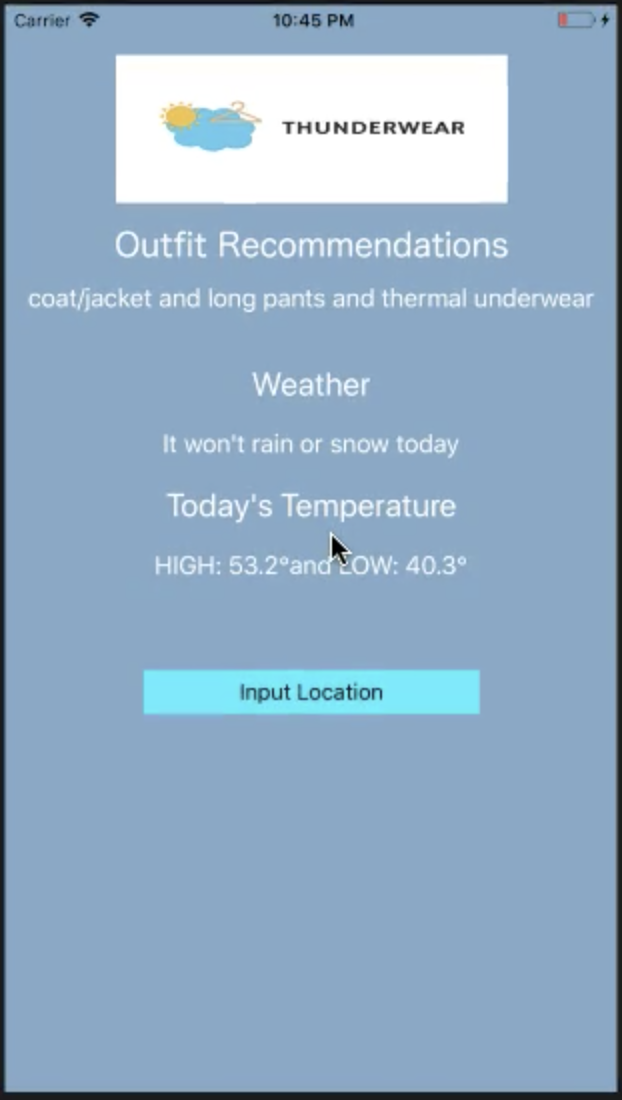 Carrier 10:45 PM
THUNDERWEAR
Outfit Recommendations
coat/jacket and long pants and thermal underwear
Weather
It won't rain or snow today
Today's Temperature
HIGH: 53.2°and LOW: 40.3°
Input Location